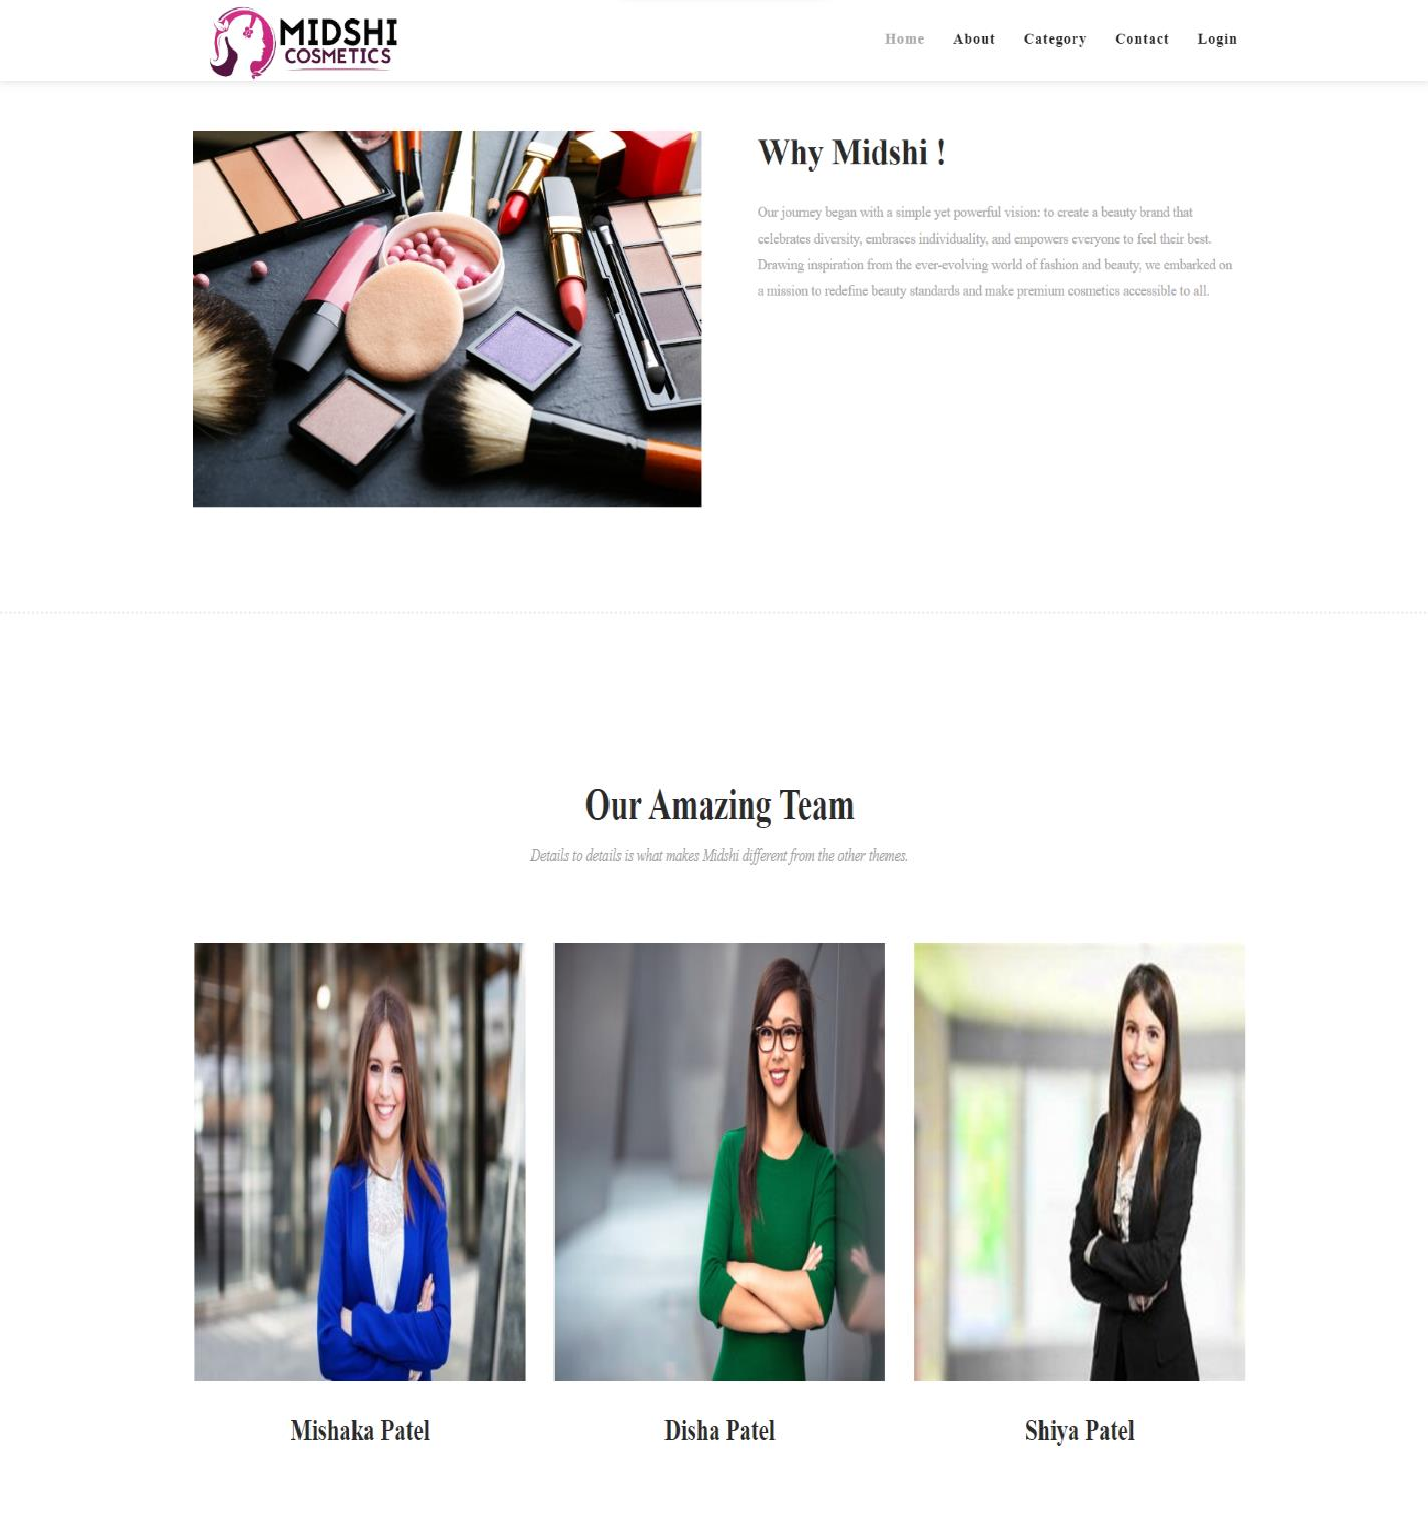 MIDSHI
COSMETICS
Home About Category Contact Login
Why Midshi !
Our journey began with a simple yet powerful vision: to create a beauty brand that
celebrates diversity, embraces individuality, and empowers everyone to feel their best.
Drawing inspiration from the ever-evolving world of fashion and beauty, we embarked on
a mission to redefine beauty standards and make premium cosmetics accessible to all.
Our Amazing Team
Details to details is what makes Midshi different from the other themes.
Mishaka Patel
Disha Patel
Shiya Patel